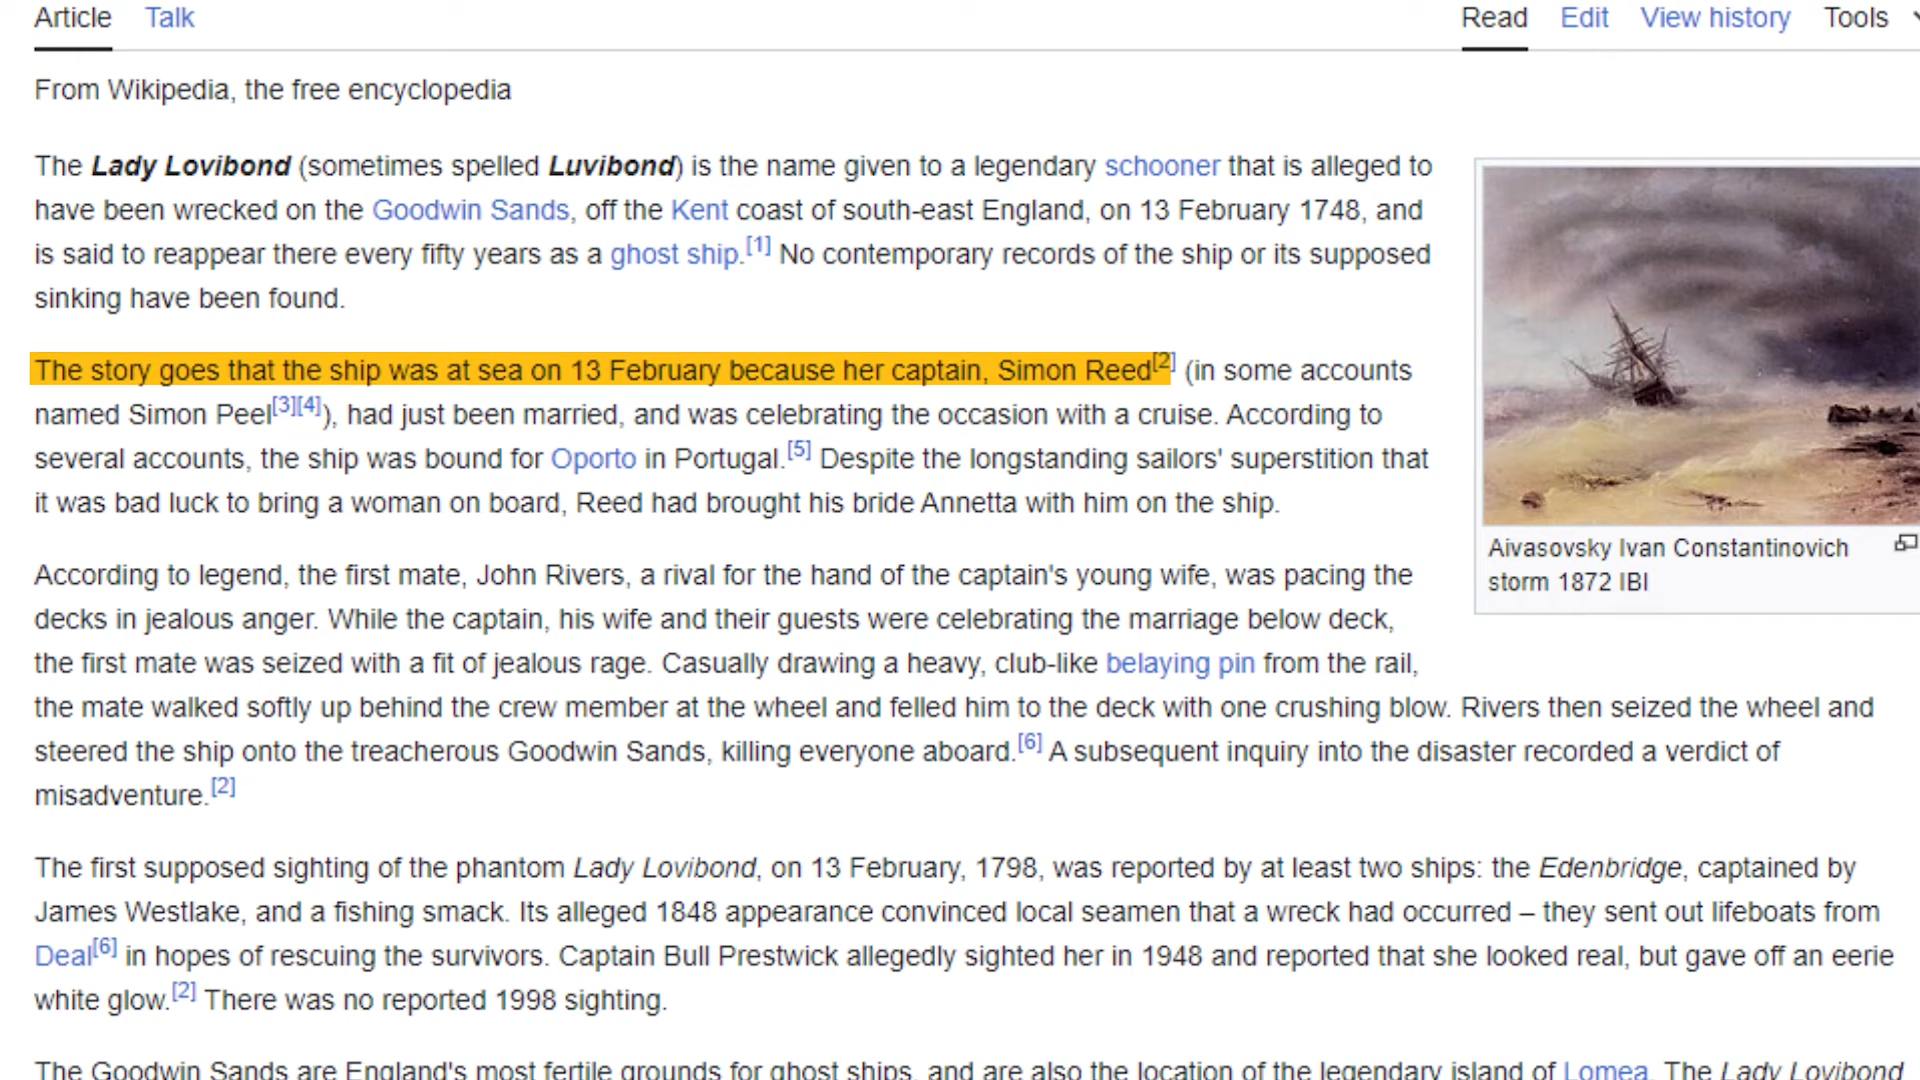 Article Talk Read Edit View history Tools
From Wikipedia, the free encyclopedia
The Lady Lovibond (sometimes spelled Luvibond) is the name given to a legendary schooner that is alleged to
have been wrecked on the Goodwin Sands, off the Kent coast of south-east England, on 13 February 1748, and
is said to reappear there every fifty years as a ghost ship.[1] No contemporary records of the ship or its supposed
sinking have been found.
The story goes that the ship was at sea on 13 February because her captain, Simon Reed[2] (in some accounts
named Simon Peel[3][4]), had just been married, and was celebrating the occasion with a cruise. According to
several accounts, the ship was bound for Oporto in Portugal.[5] Despite the longstanding sailors' superstition that
it was bad luck to bring a woman on board, Reed had brought his bride Annetta with him on the ship.
Aivasovsky Ivan Constantinovich
storm 1872 IBI
According to legend, the first mate, John Rivers, a rival for the hand of the captain's young wife, was pacing the
decks in jealous anger. While the captain, his wife and their guests were celebrating the marriage below deck,
the first mate was seized with a fit of jealous rage. Casually drawing a heavy, club-like belaying pin from the rail,
the mate walked softly up behind the crew member at the wheel and felled him to the deck with one crushing blow. Rivers then seized the wheel and
steered the ship onto the treacherous Goodwin Sands, killing everyone aboard.[6] A subsequent inquiry into the disaster recorded a verdict of
misadventure.[2]
The first supposed sighting of the phantom Lady Lovibond, on 13 February, 1798, was reported by at least two ships: the Edenbridge, captained by
James Westlake, and a fishing smack. Its alleged 1848 appearance convinced local seamen that a wreck had occurred – they sent out lifeboats from
Deal[6] in hopes of rescuing the survivors. Captain Bull Prestwick allegedly sighted her in 1948 and reported that she looked real, but gave off an eerie
white glow.[2] There was no reported 1998 sighting.
The Goodwin Sands are England's most fertile grounds for ghost ships, and are also the location of the legendary island of Lomea. The Lady Lovibond